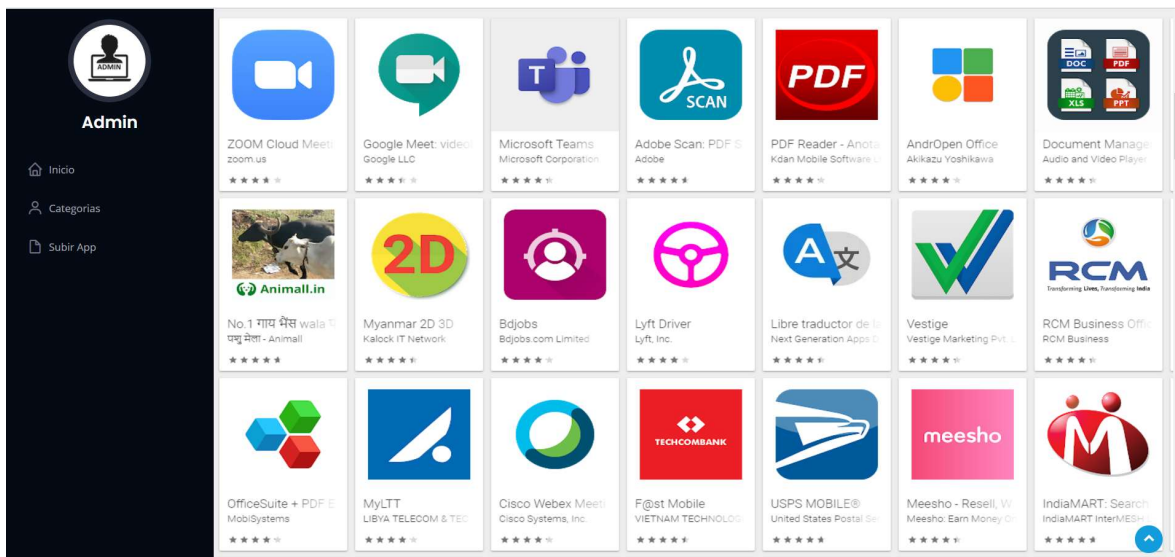 ADMIN
Admin
Inicio
Categorias
Subir App
ZOOM Cloud Meeti
zoom.us
Google Meet: video
Google LLC
T
Microsoft Teams
Microsoft Corporation
SCAN
Adobe Scan: PDF S
Adobe
PDF
PDF Reader - Anota
Kdan Mobile Software
AndrOpen Office
Akikazu Yoshikawa
DOC
PDF
XLS
PPT
Document Manage
Audio and Video Player
Animall.in
No.1 गाय भैंस wala
पशु मेला - Animall
2D
Myanmar 2D 3D
Kalock IT Network
Bdjobs
Bdjobs.com Limited
Lyft Driver
Lyft, Inc.
A 文
Libre traductor de
Next Generation Apps
Vestige
Vestige Marketing Pvt.
RCM
Transforming Lives, Transforming India
RCM Business Offic
RCM Business
OfficeSuite + PDF E
MobiSystems
MyLTT
LIBYA TELECOM & TEC
Cisco Webex Meeti
Cisco Systems, Inc.
TECHCOMBANK
F@st Mobile
VIETNAM TECHNOLOG
USPS MOBILE®
United States Postal Se
meesho
Meesho - Resell, W
Meesho: Earn Money On
M
IndiaMART: Search
IndiaMART InterMESH